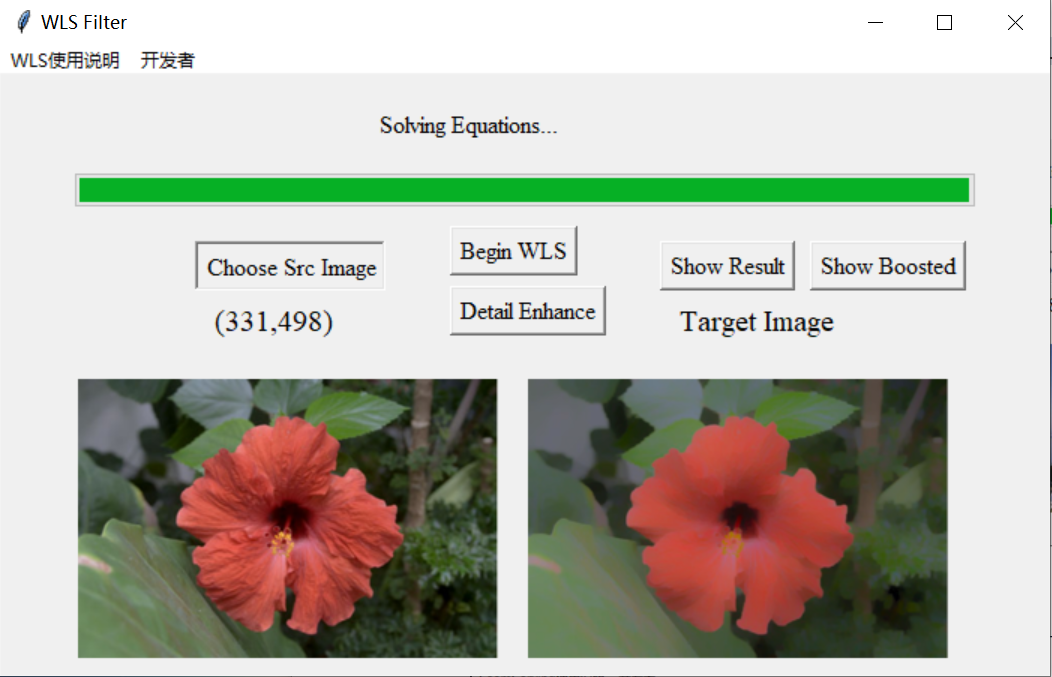 WLS Filter
WLS使用说明 开发者
Solving Equations...
Choose Src Image
Begin WLS
Show Result
Show Boosted
(331,498)
Detail Enhance
Target Image